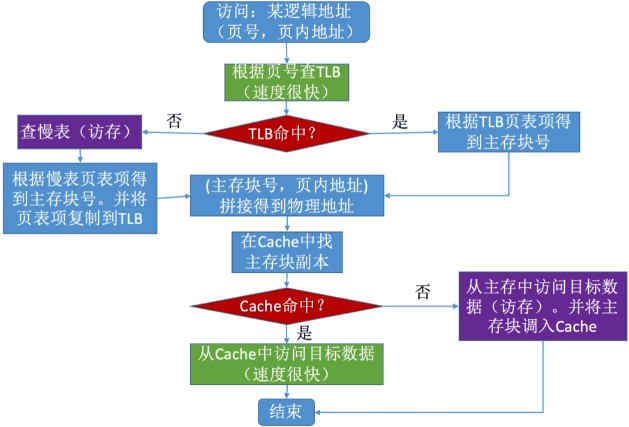 访问：某逻辑地址
（页号，页内地址）
根据页号查TLB
（速度很快）
否
TLB命中？
是
查慢表（访存）
根据TLB页表项得
到主存块号
根据慢表页表项得
到主存块号。并将
页表项复制到TLB
(主存块号，页内地址)
拼接得到物理地址
在Cache中找
主存块副本
Cache命中？
否
从主存中访问目标数
据（访存）。并将主
存块调入Cache
是
从Cache中访问目标数据
（速度很快）
结束